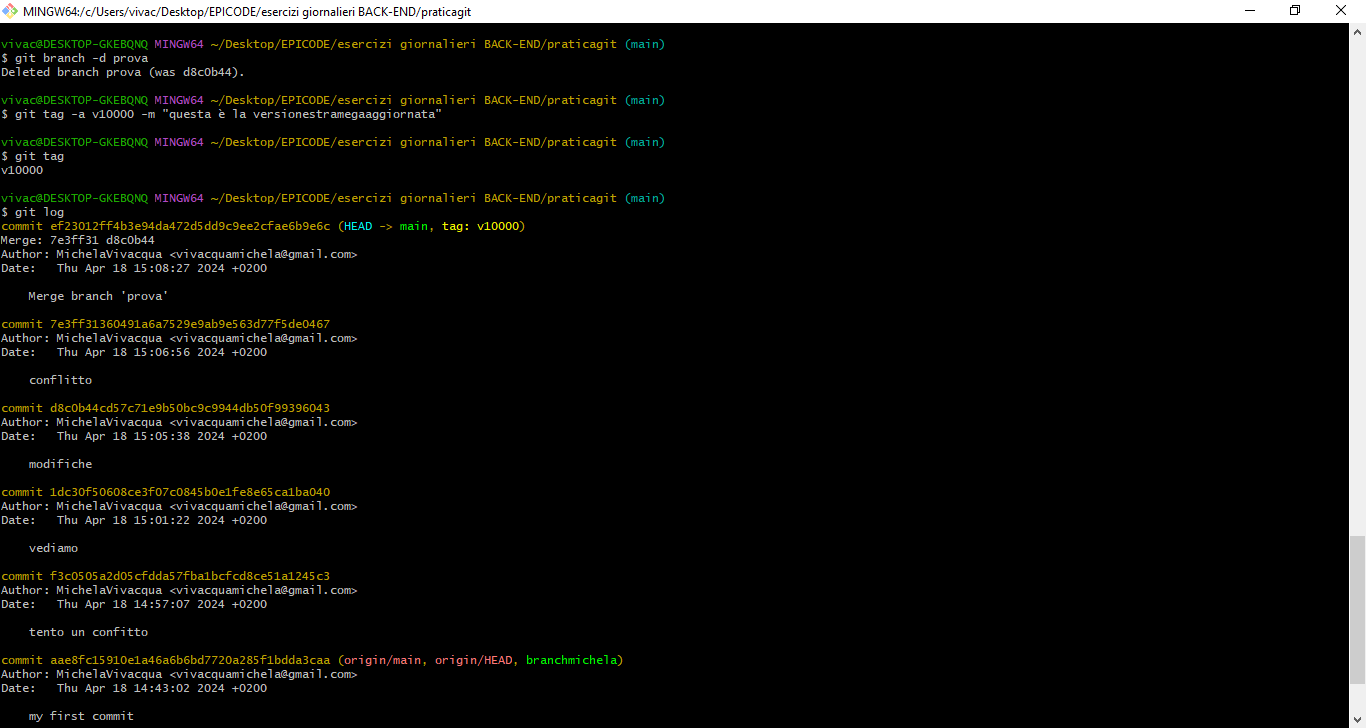 MINGW64:/c/Users/vivac/Desktop/EPICODE/esercizi giornalieri BACK-END/praticagit
vivac@DESKTOP-GKEBQNQ MINGW64 ~/Desktop/EPICODE/esercizi giornalieri BACK-END/praticagit (main)
$ git branch -d prova
Deleted branch prova (was d8c0b44).
vivac@DESKTOP-GKEBQNQ MINGW64 ~/Desktop/EPICODE/esercizi giornalieri BACK-END/praticagit (main)
$ git tag -a v10000 -m "questa è la versionestramegaaggiornata"
vivac@DESKTOP-GKEBQNQ MINGW64 ~/Desktop/EPICODE/esercizi giornalieri BACK-END/praticagit (main)
$ git tag
v10000
vivac@DESKTOP-GKEBQNQ MINGW64 ~/Desktop/EPICODE/esercizi giornalieri BACK-END/praticagit (main)
$ git log
commit ef23012ff4b3e94da472d5dd9c9ee2cfae6b9e6c (HEAD -> main, tag: v10000)
Merge: 7e3ff31 d8c0b44
Author: MichelaVivacqua <vivacquamichela@gmail.com>
Date:   Thu Apr 18 15:08:27 2024 +0200
    Merge branch 'prova'
commit 7e3ff31360491a6a7529e9ab9e563d77f5de0467
Author: MichelaVivacqua <vivacquamichela@gmail.com>
Date:   Thu Apr 18 15:06:56 2024 +0200
    conflitto
commit d8c0b44cd57c71e9b50bc9c9944db50f99396043
Author: MichelaVivacqua <vivacquamichela@gmail.com>
Date:   Thu Apr 18 15:05:38 2024 +0200
    modifiche
commit 1dc30f50608ce3f07c0845b0e1fe8e65ca1ba040
Author: MichelaVivacqua <vivacquamichela@gmail.com>
Date:   Thu Apr 18 15:01:22 2024 +0200
    vediamo
commit f3c0505a2d05cfdda57fba1bcfcd8ce51a1245c3
Author: MichelaVivacqua <vivacquamichela@gmail.com>
Date:   Thu Apr 18 14:57:07 2024 +0200
    tento un confitto
commit aae8fc15910e1a46a6b6bd7720a285f1bdda3caa (origin/main, origin/HEAD, branchmichela)
Author: MichelaVivacqua <vivacquamichela@gmail.com>
Date:   Thu Apr 18 14:43:02 2024 +0200
    my first commit